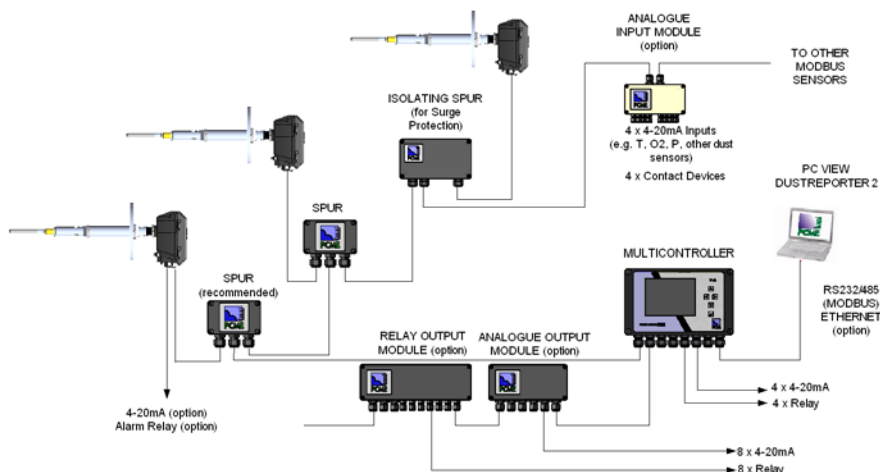 ANALOGUE
INPUT MODULE
(option)
TO OTHER
MODBUS
SENSORS
ISOLATING SPUR
(for Surge
Protection)
4 x 4-20mA Inputs
(e.g. T, O2, P, other dust
sensors)
4 x Contact Devices
PC VIEW
DUSTREPORTER 2
SPUR
PCME
MULTICONTROLLER
SPUR
(recommended)
PCME
RS232/485
(MODBUS)
ETHERNET
(option)
RELAY OUTPUT
MODULE (option)
ANALOGUE OUTPUT
MODULE (option)
4 x 4-20mA
4 x Relay
4-20mA (option)
Alarm Relay (option)
8 x 4-20mA
8 x Relay